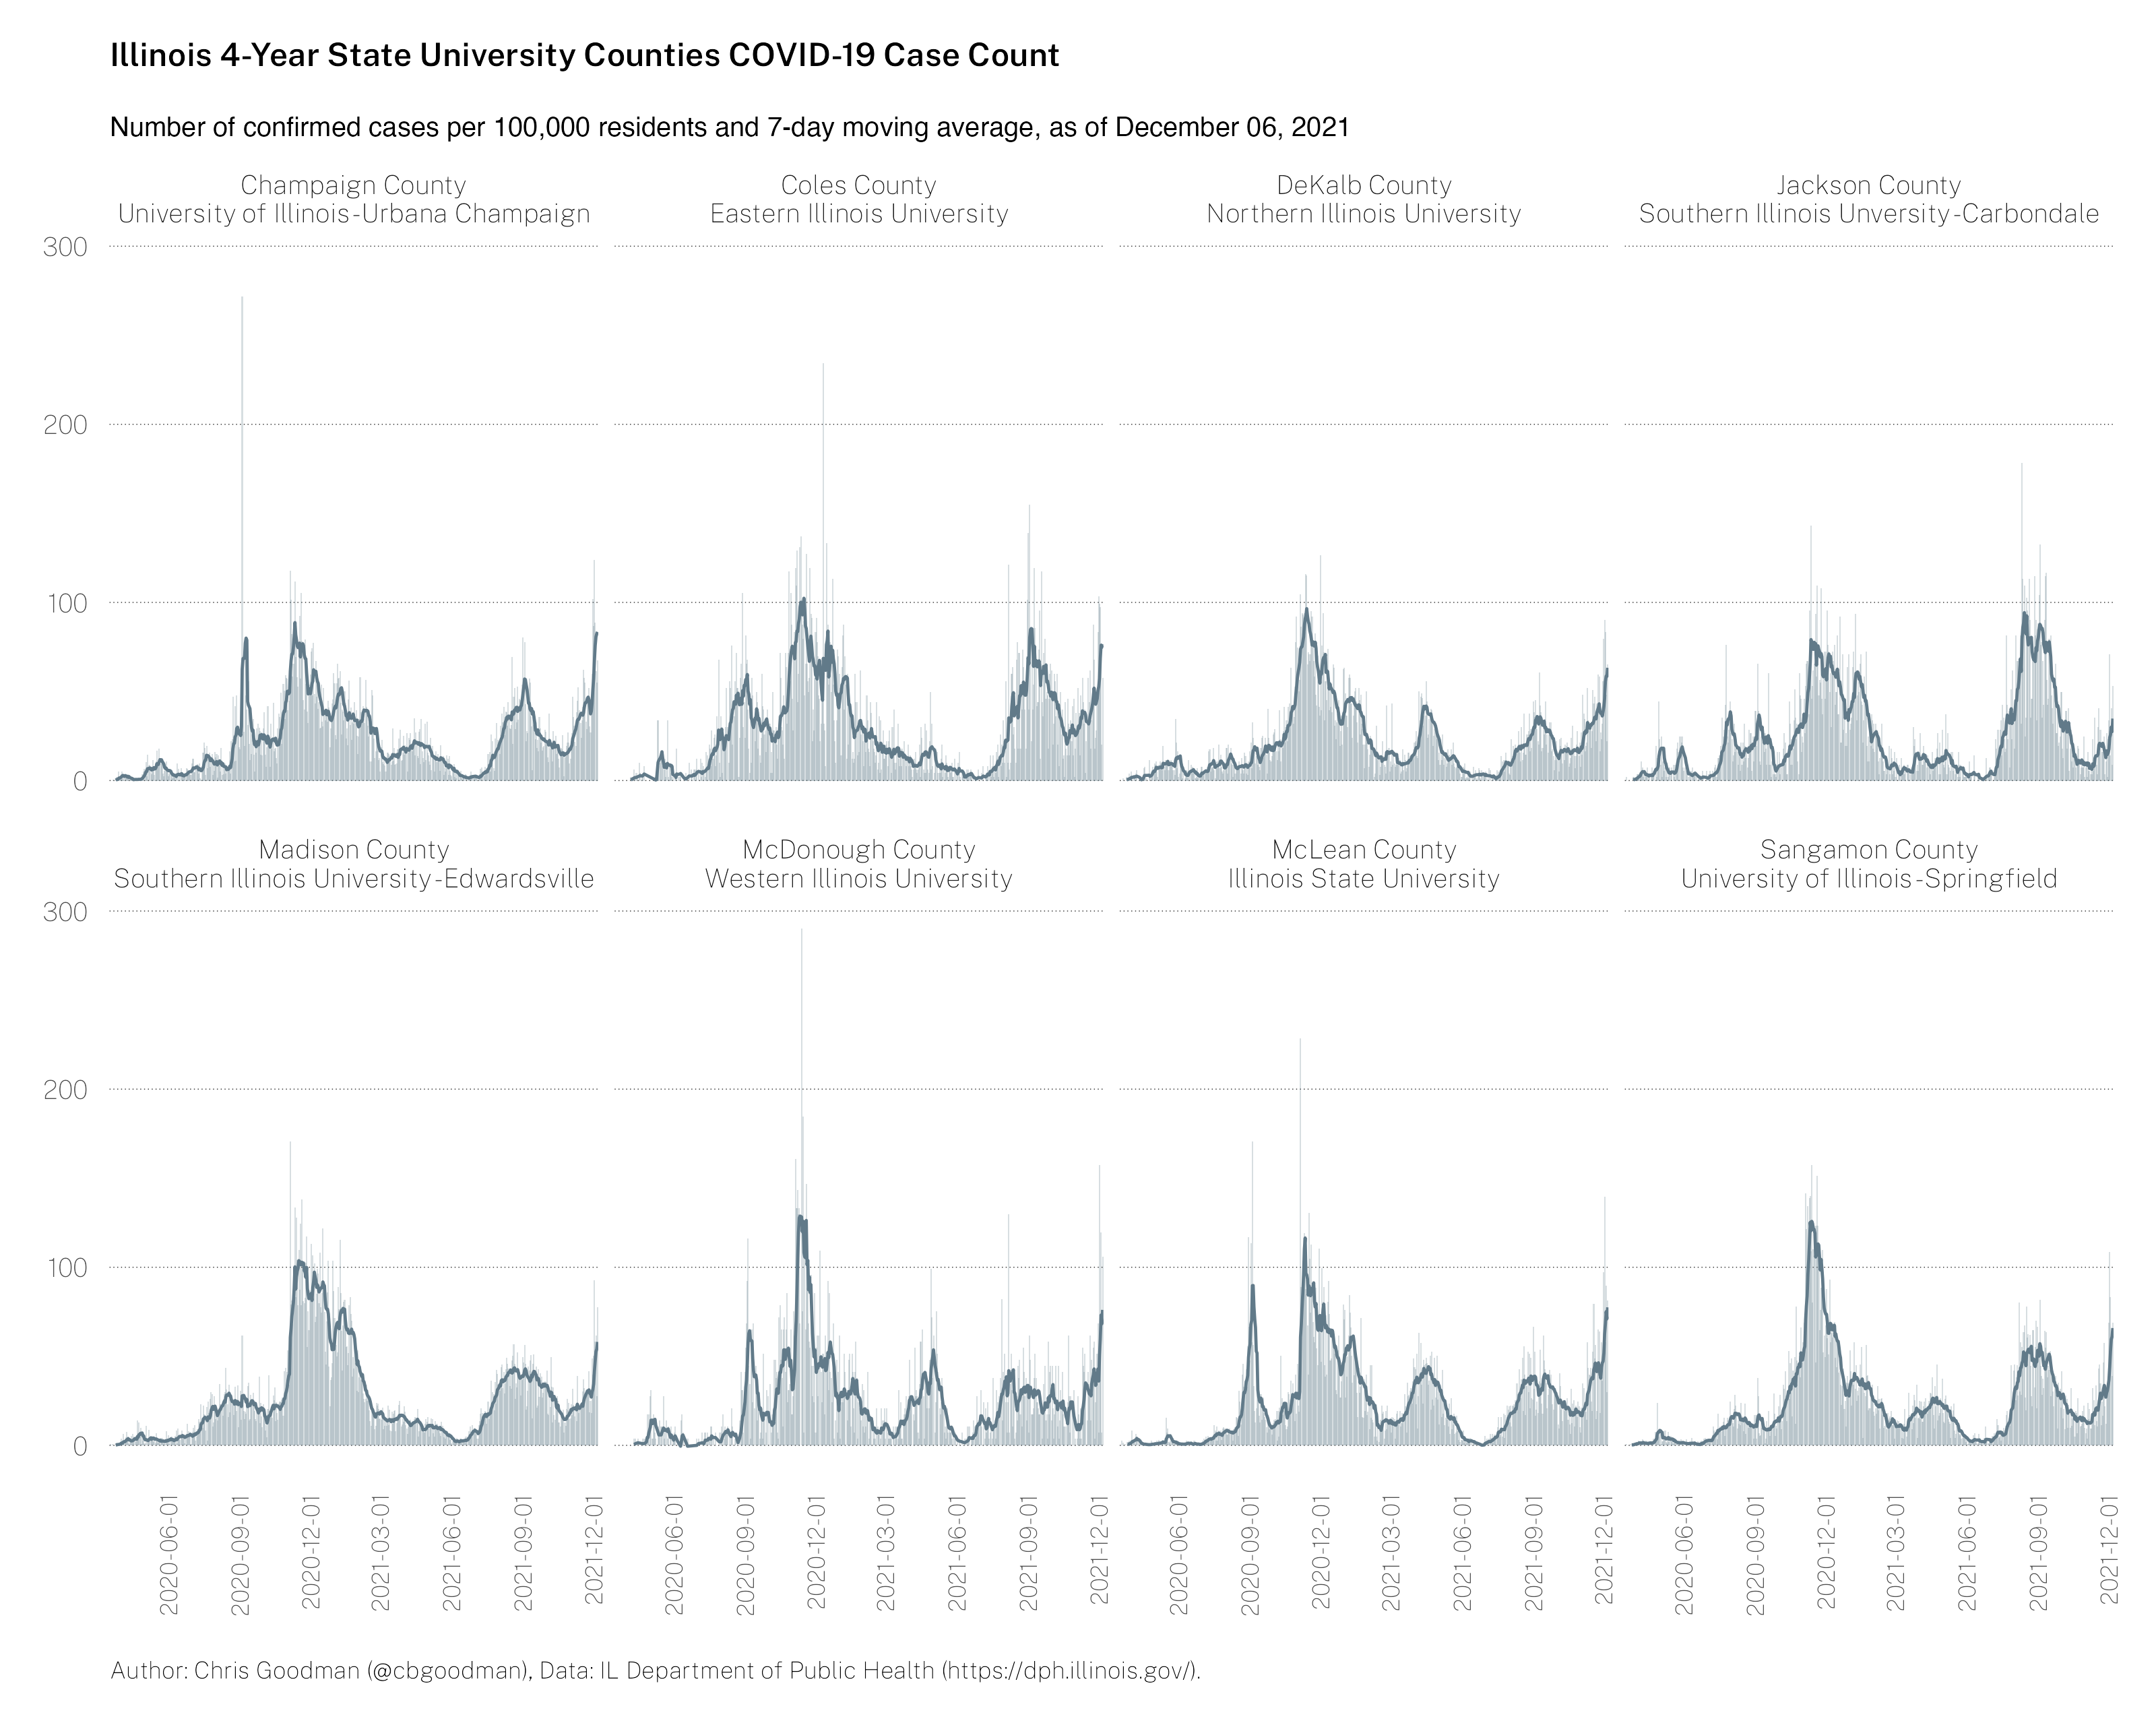 Illinois 4-Year State University Counties COVID-19 Case Count
Number of confirmed cases per 100,000 residents and 7-day moving average, as of December 06, 2021
Champaign County
University of Illinois-Urbana Champaign
Coles County
Eastern Illinois University
DeKalb County
Northern Illinois University
Jackson County
Southern Illinois Unversity-Carbondale
300
200
100
0
Madison County
Southern Illinois University-Edwardsville
McDonough County
Western Illinois University
McLean County
Illinois State University
Sangamon County
University of Illinois-Springfield
300
200
100
0
2020-06-01
2020-09-01
2020-12-01
2021-03-01
2021-06-01
2021-09-01
2021-12-01
2020-06-01
2020-09-01
2020-12-01
2021-03-01
2021-06-01
2021-09-01
2021-12-01
2020-06-01
2020-09-01
2020-12-01
2021-03-01
2021-06-01
2021-09-01
2021-12-01
2020-06-01
2020-09-01
2020-12-01
2021-03-01
2021-06-01
2021-09-01
2021-12-01
Author: Chris Goodman (@cbgoodman), Data: IL Department of Public Health (https://dph.illinois.gov/).